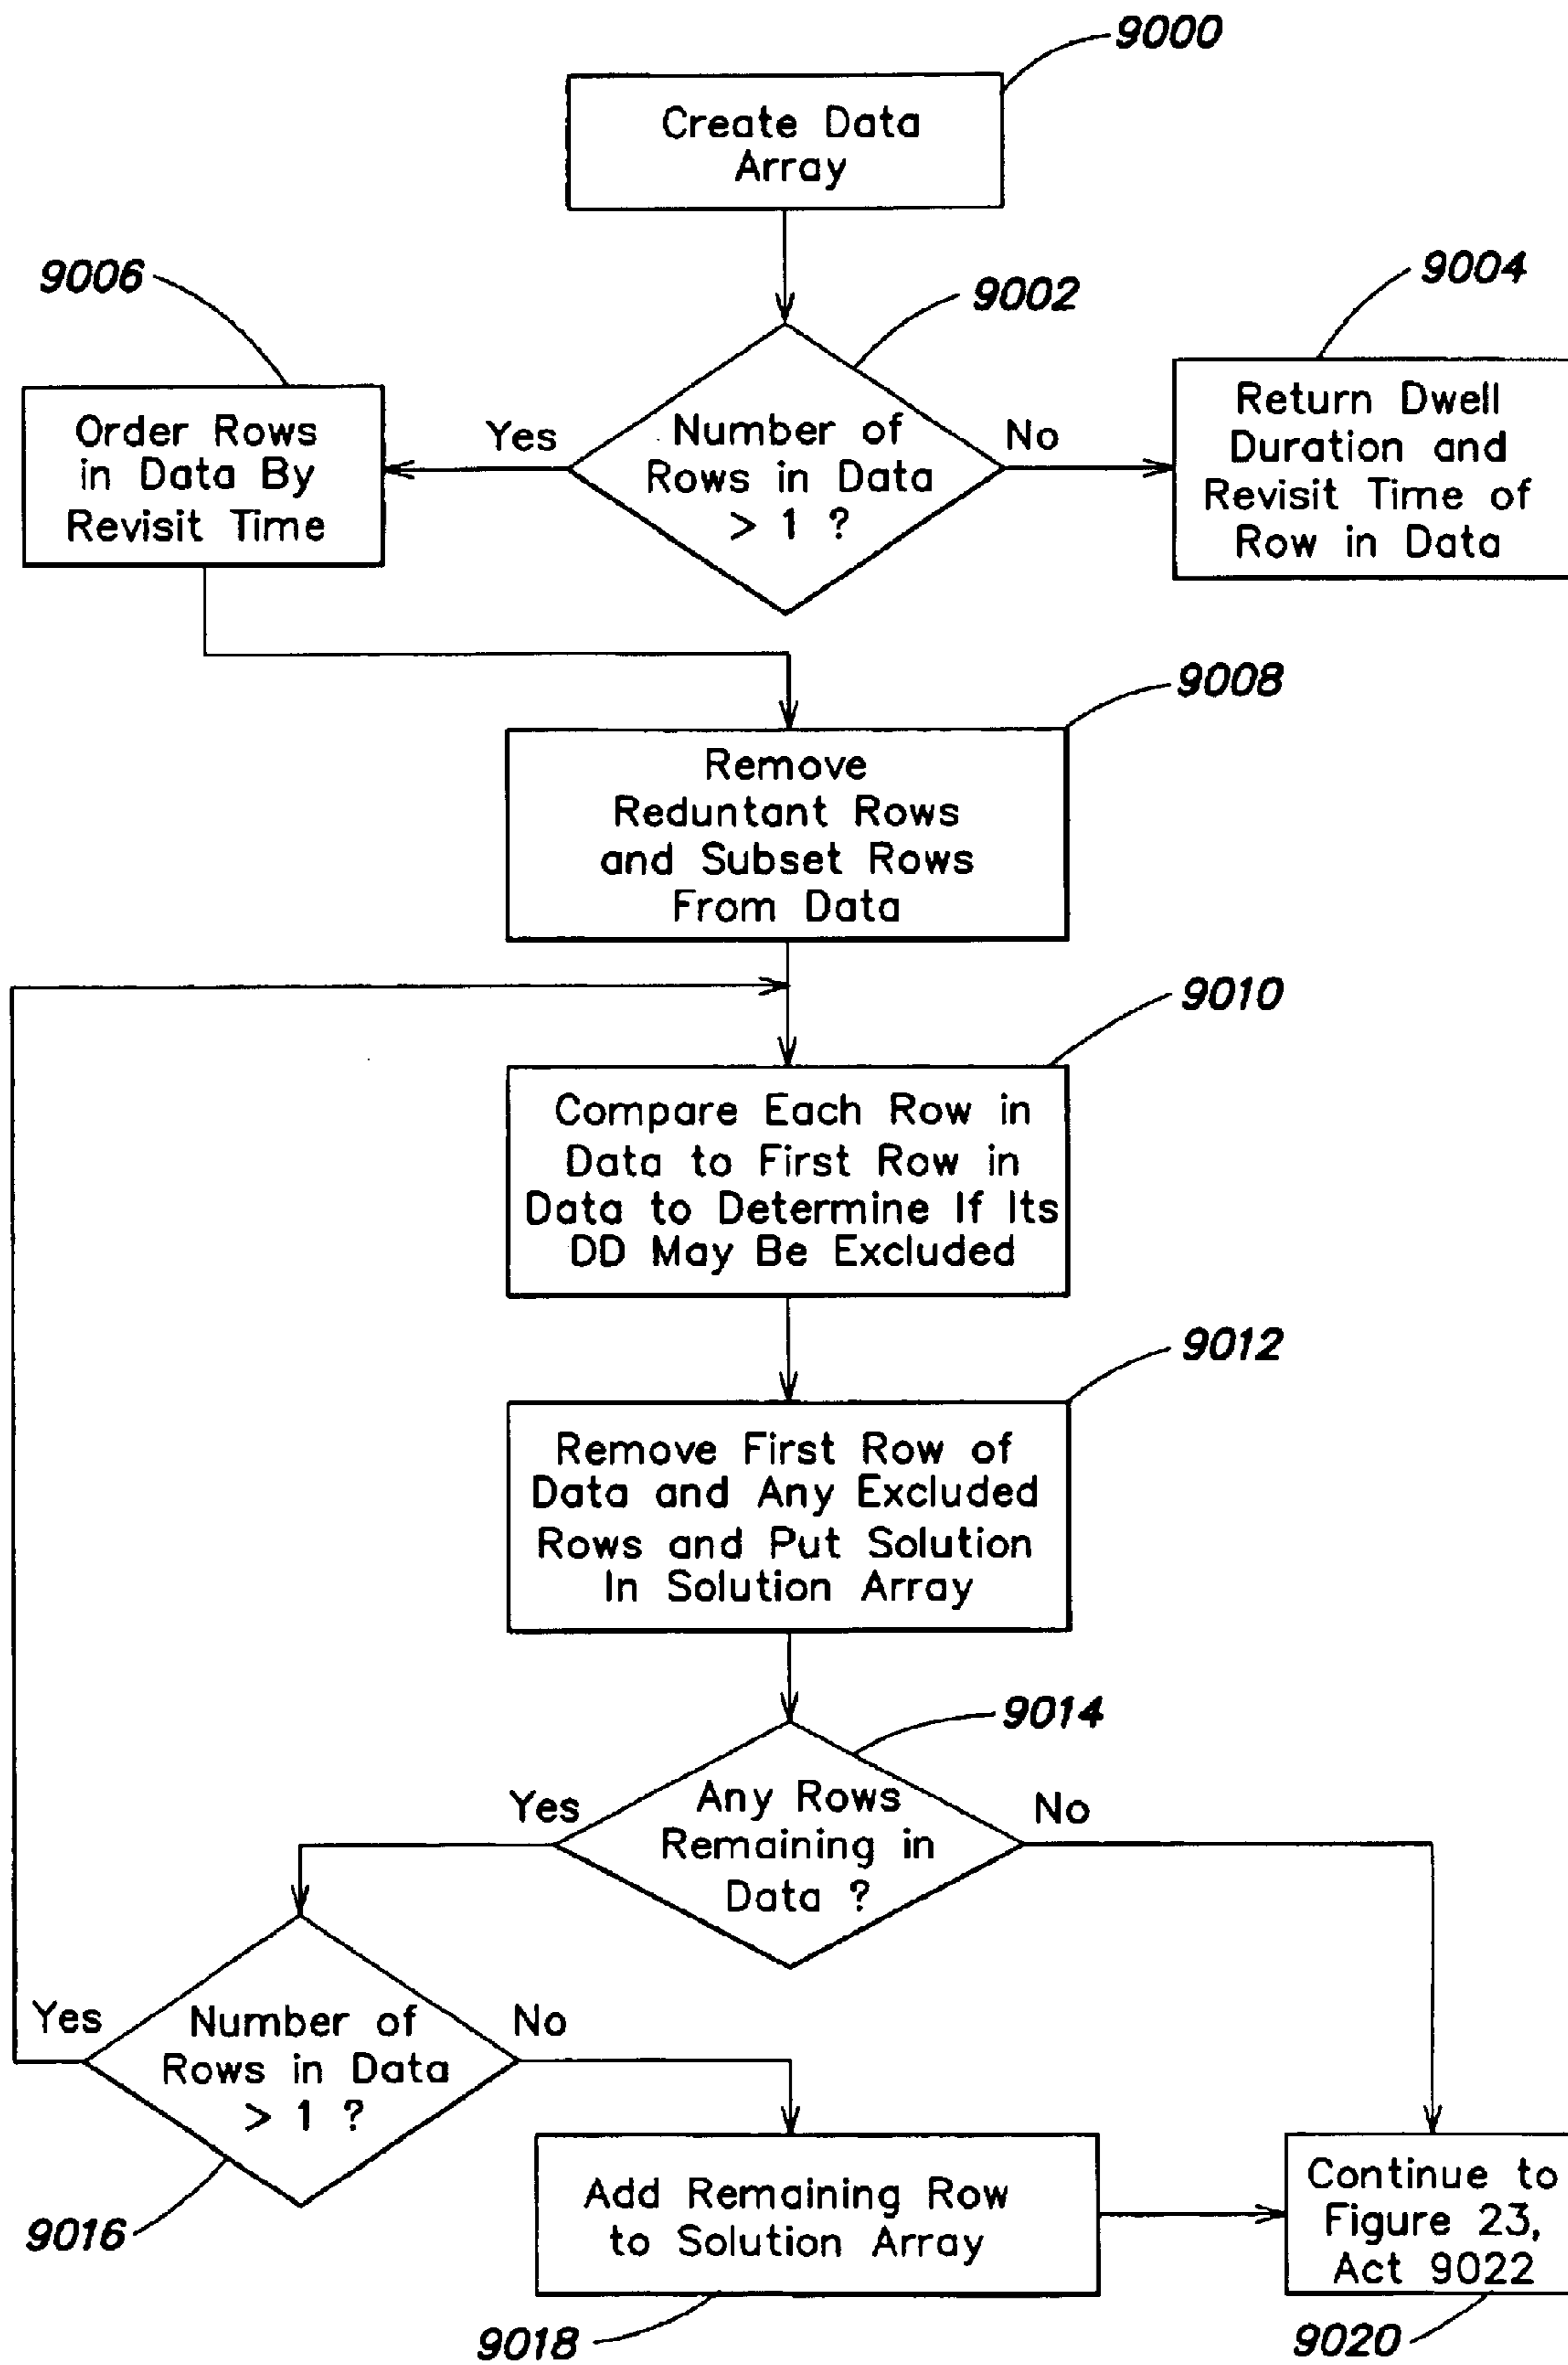 9000
Create Data
Array
9006
9002
9004
Order Rows
in Data By
Revisit Time
Yes
Number of
Rows in Data
> 1 ?
No
Return Dwell
Duration and
Revisit Time of
Row in Data
9008
Remove
Reduntant Rows
and Subset Rows
From Data
9010
Compare Each Row in
Data to First Row in
Data to Determine If Its
DD May Be Excluded
9012
Remove First Row of
Data and Any Excluded
Rows and Put Solution
In Solution Array
9014
Yes
Any Rows
Remaining in
Data ?
No
Yes
Number of
Rows in Data
> 1 ?
No
9016
Add Remaining Row
to Solution Array
9018
Continue to
Figure 23,
Act 9022
9020